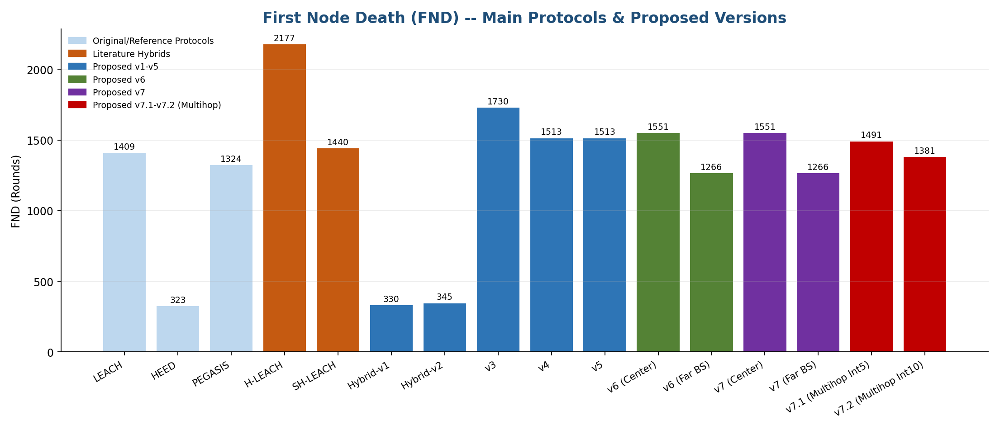 First Node Death (FND) -- Main Protocols & Proposed Versions
Original/Reference Protocols
Literature Hybrids
Proposed v1-v5
Proposed v6
Proposed v7
Proposed v7.1-v7.2 (Multihop)
FND (Rounds)
2000
1500
1000
500
0
1409
323
1324
2177
1440
330
345
1730
1513
1513
1551
1266
1551
1266
1491
1381
LEACH
HEED
PEGASIS
H-LEACH
SH-LEACH
Hybrid-v1
Hybrid-v2
v3
v4
v5
v6 (Center)
v6 (Far BS)
v7 (Center)
v7 (Far BS)
v7.1 (Multihop Int5)
v7.2 (Multihop Int10)